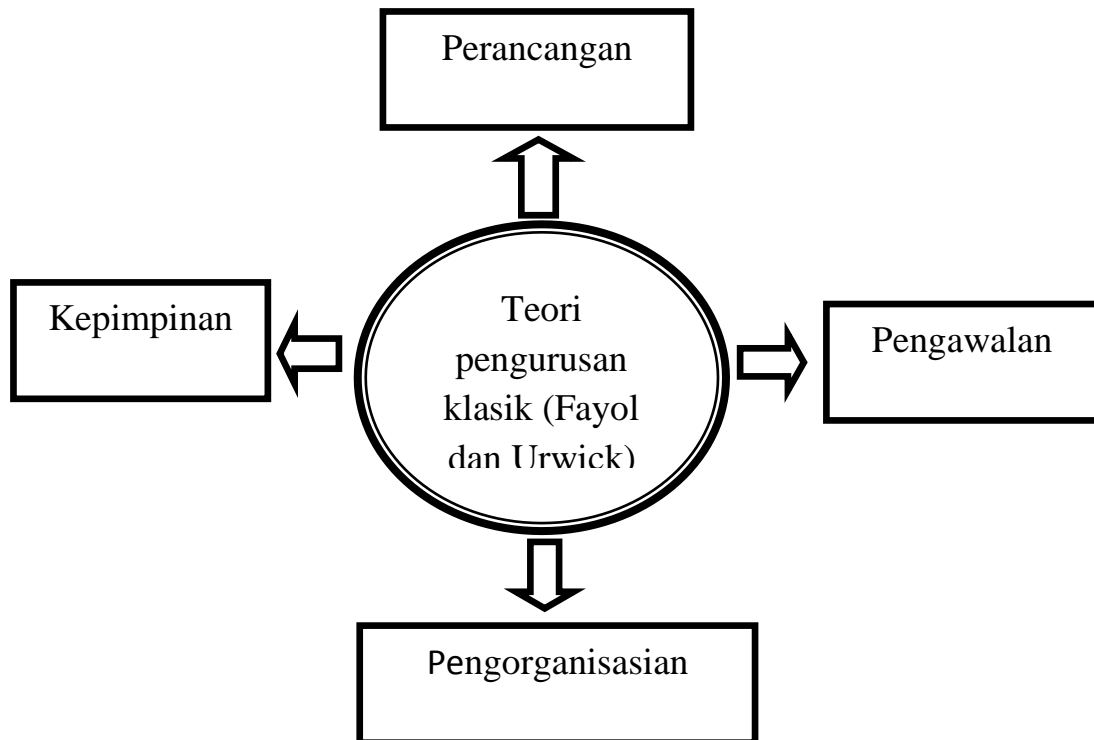 Perancangan
Kepimpinan
Teori
pengurusan
klasik (Fayol
dan Urwick)
Pengawalan
Pengorganisasian